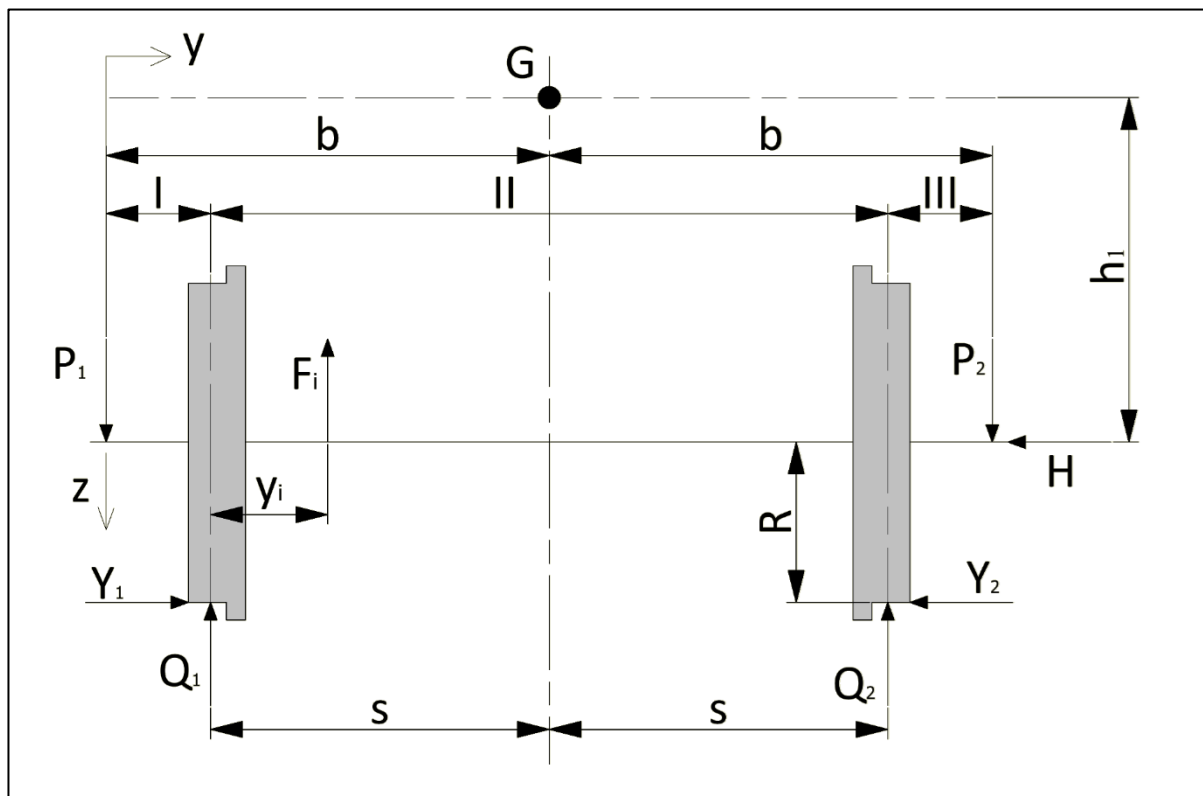 y
G
b b
I II III
h₁
P₁ Fᵢ P₂
z yᵢ R H
Y₁ Y₂
Q₁ Q₂
s s